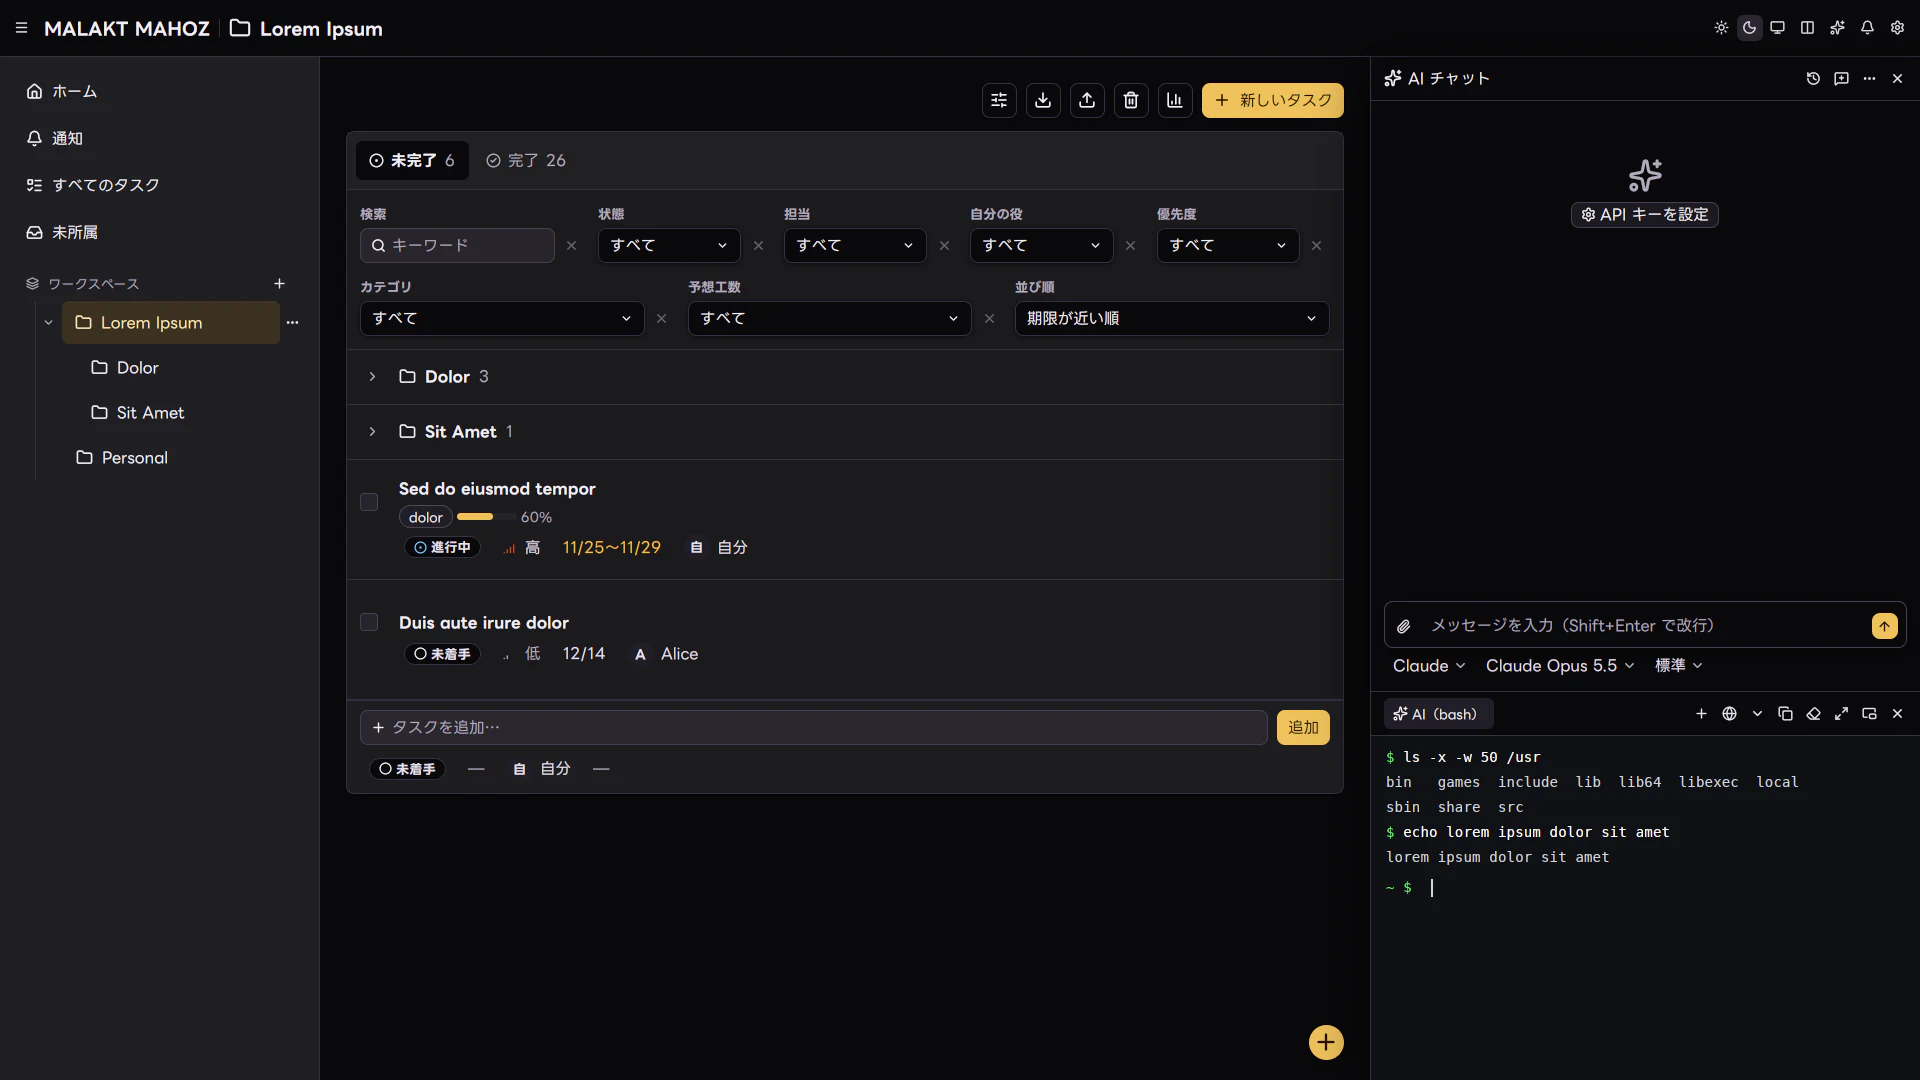 MALAKT MAHOZ
Lorem Ipsum
ホーム
通知
すべてのタスク
未所属
ワークスペース
Lorem Ipsum
Dolor
Sit Amet
Personal
新しいタスク
未完了 6
完了 26
検索
状態
担当
自分の役
優先度
キーワード
すべて
すべて
すべて
すべて
カテゴリ
予想工数
並び順
すべて
すべて
期限が近い順
Dolor 3
Sit Amet 1
Sed do eiusmod tempor
dolor 60%
進行中 高 11/25〜11/29 自 自分
Duis aute irure dolor
未着手 低 12/14 A Alice
タスクを追加…
追加
未着手 — 自 自分 —
AI チャット
API キーを設定
メッセージを入力（Shift+Enter で改行）
Claude
Claude Opus 5.5
標準
AI（bash）
$ ls -x -w 50 /usr
bin games include lib lib64 libexec local
sbin share src
$ echo lorem ipsum dolor sit amet
lorem ipsum dolor sit amet
~ $